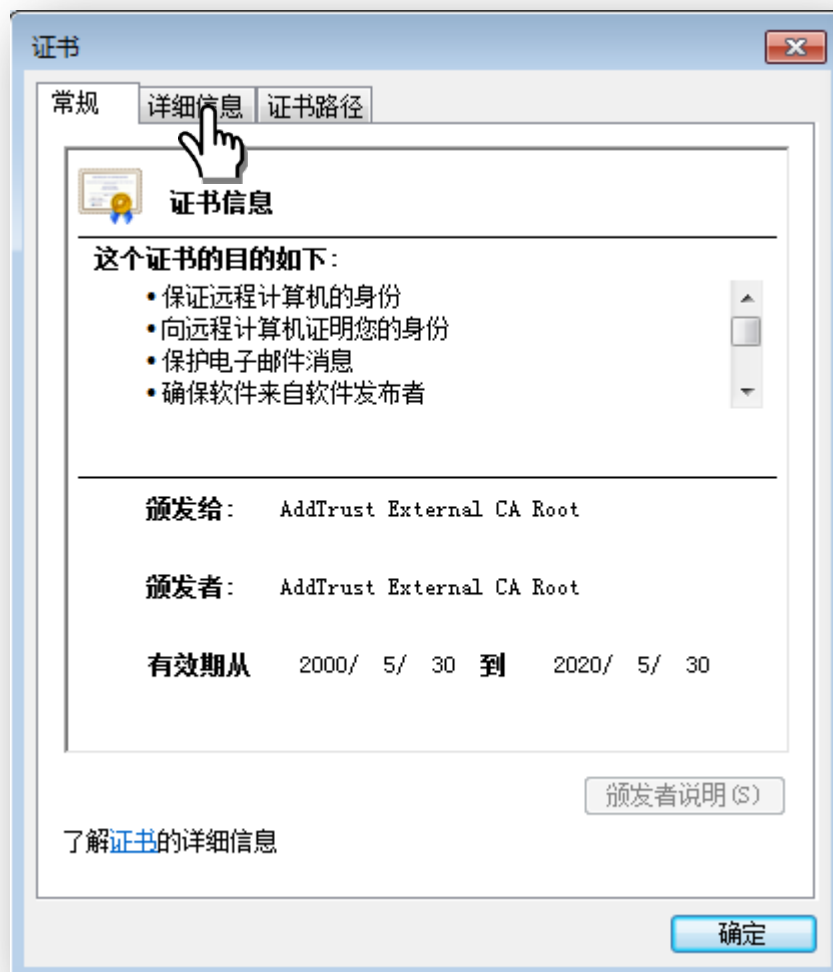 证书
常规 详细信息 证书路径
证书信息
这个证书的目的如下:
•保证远程计算机的身份
•向远程计算机证明您的身份
•保护电子邮件消息
•确保软件来自软件发布者
颁发给: AddTrust External CA Root
颁发者: AddTrust External CA Root
有效期从 2000/ 5/ 30 到 2020/ 5/ 30
颁发者说明(S)
了解证书的详细信息
确定